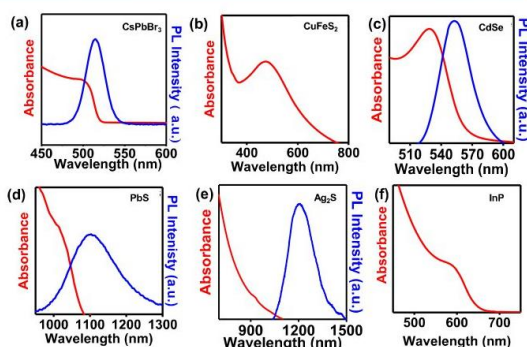 (a)
CsPbBr₃
Absorbance
PL Intensity ( a.u.)
450 500 550 600
Wavelength (nm)
(b)
CuFeS₂
Absorbance
400 600 800
Wavelength (nm)
(c)
CdSe
Absorbance
PL Intensity (a.u.)
510 540 570 600
Wavelength (nm)
(d)
PbS
Absorbance
PL Intenisty (a.u.)
1000 1100 1200 1300
Wavelength (nm)
(e)
Ag₂S
Absorbance
PL Intensity (a.u.)
900 1200 1500
Wavelength (nm)
(f)
InP
Absorbance
500 600 700
Wavelength (nm)